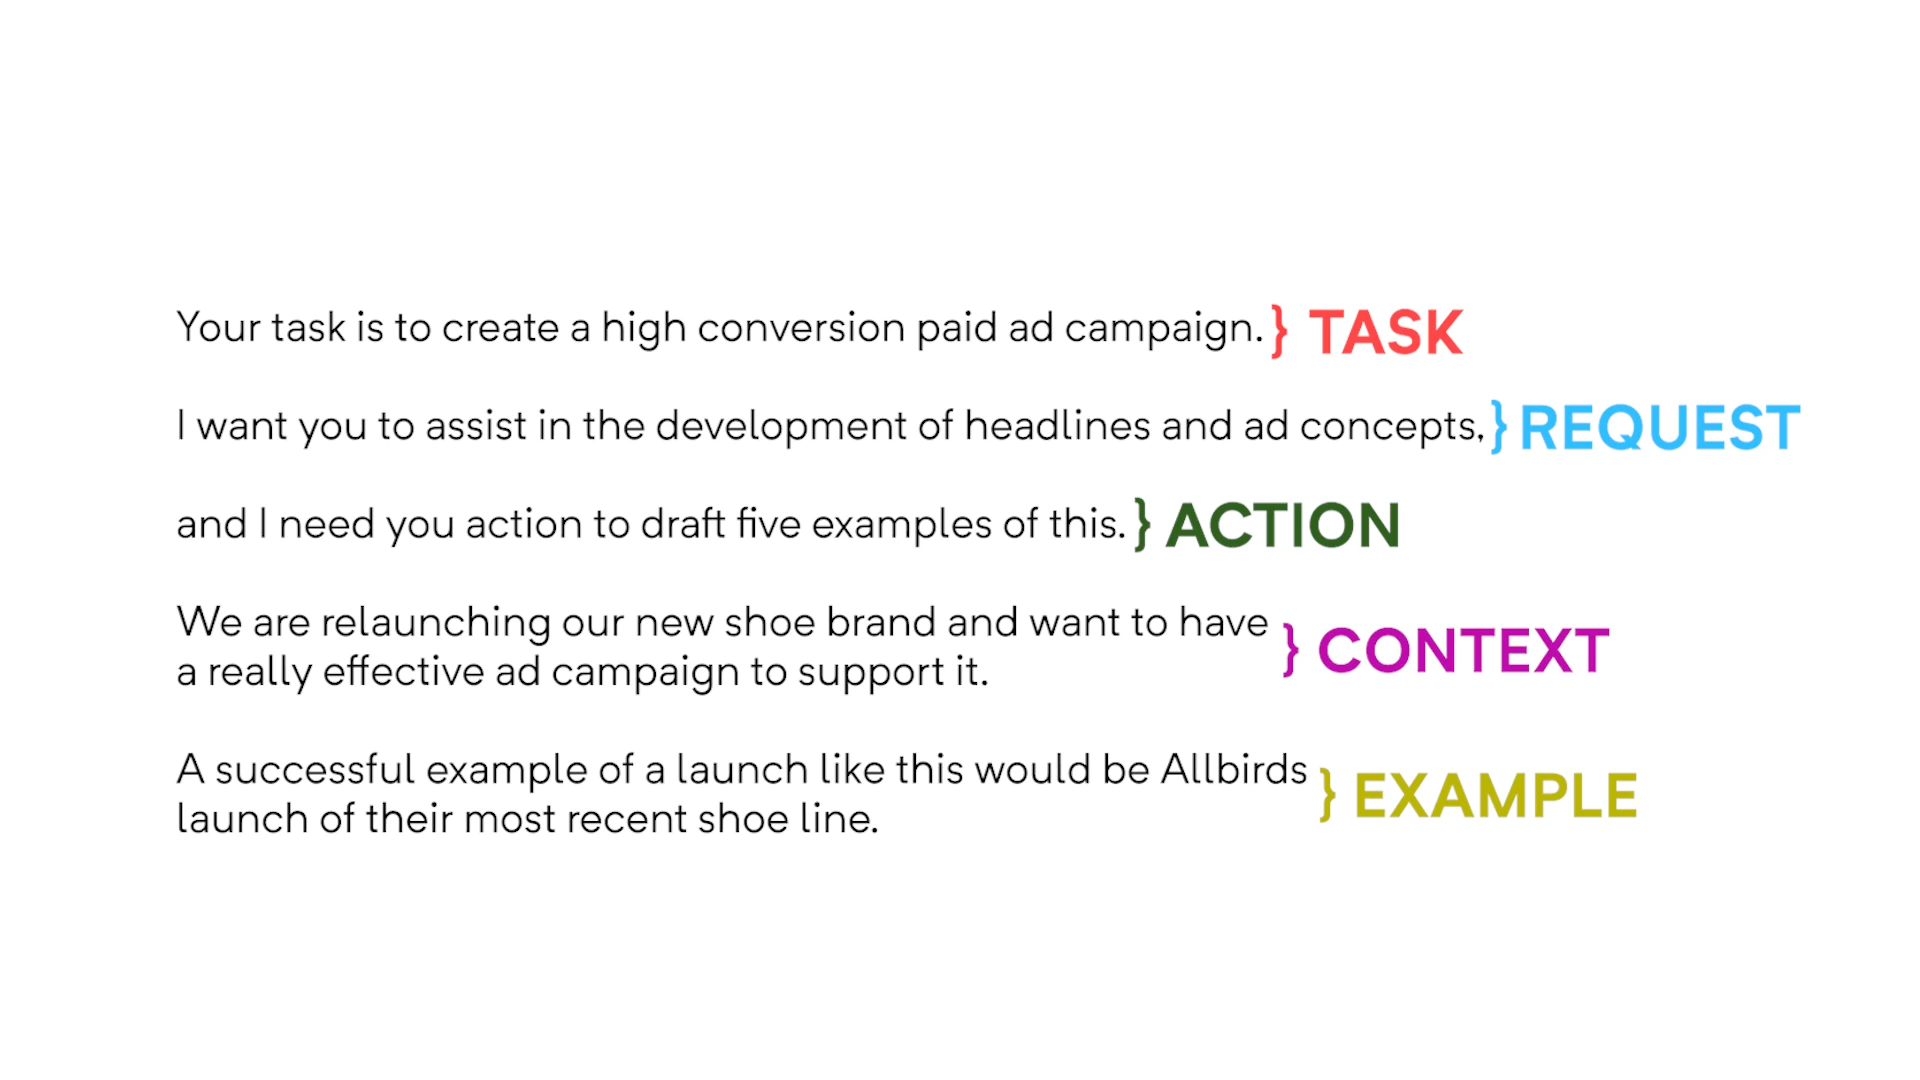 Your task is to create a high conversion paid ad campaign. } TASK
I want you to assist in the development of headlines and ad concepts, } REQUEST
and I need you action to draft five examples of this. } ACTION
We are relaunching our new shoe brand and want to have
a really effective ad campaign to support it.
} CONTEXT
A successful example of a launch like this would be Allbirds
launch of their most recent shoe line.
} EXAMPLE